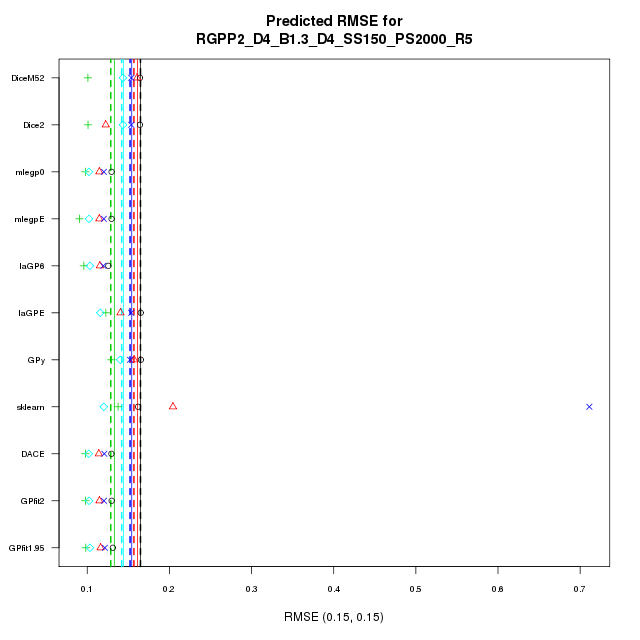 Predicted RMSE for
RGPP2_D4_B1.3_D4_SS150_PS2000_R5
DiceM52
Dice2
mlegp0
mlegpE
laGP6
laGPE
GPy
sklearn
DACE
GPfit2
GPfit1.95
0.1 0.2 0.3 0.4 0.5 0.6 0.7
RMSE (0.15, 0.15)